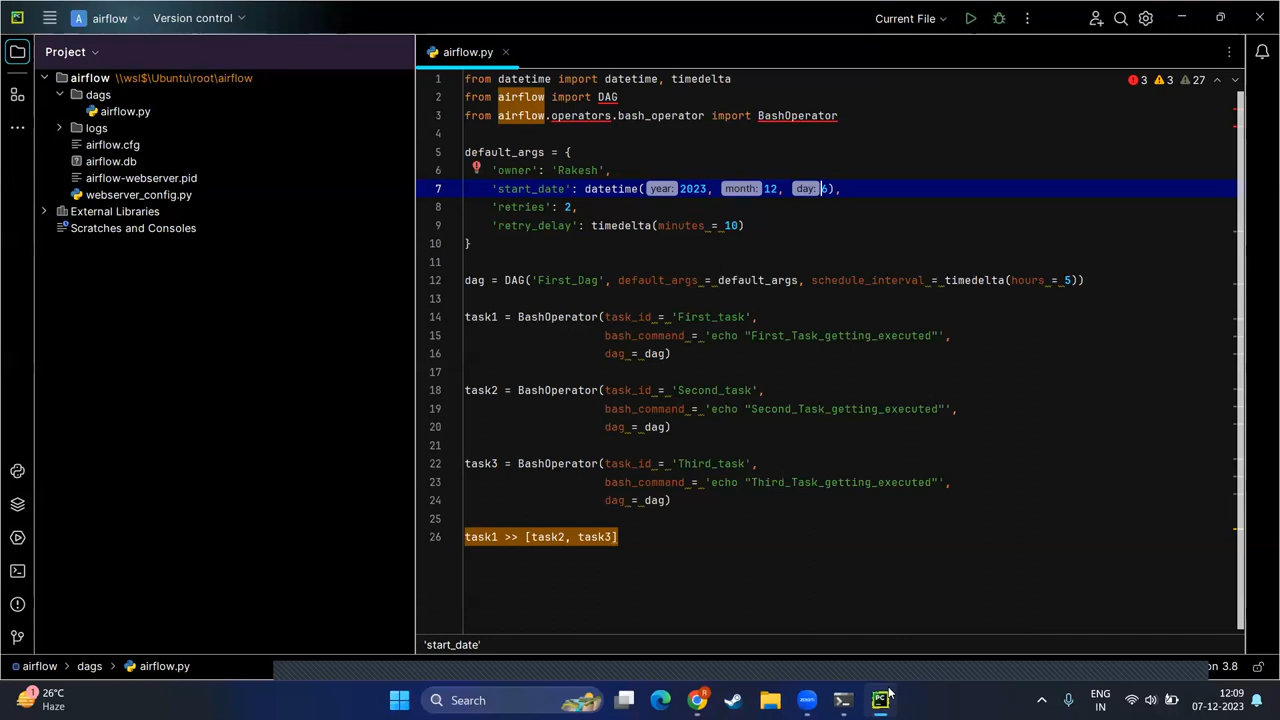 A airflow Version control Current File
Project
airflow \\wsl$\Ubuntu\root\airflow
dags
airflow.py
logs
airflow.cfg
airflow.db
airflow-webserver.pid
webserver_config.py
External Libraries
Scratches and Consoles
airflow.py
3 3 27
1 from datetime import datetime, timedelta
2 from airflow import DAG
3 from airflow.operators.bash_operator import BashOperator
4
5 default_args = {
6 'owner': 'Rakesh',
7 'start_date': datetime( year: 2023, month: 12, day: 6),
8 'retries': 2,
9 'retry_delay': timedelta(minutes = 10)
10 }
11
12 dag = DAG('First_Dag', default_args = default_args, schedule_interval = timedelta(hours = 5))
13
14 task1 = BashOperator(task_id = 'First_task',
15 bash_command = 'echo "First_Task_getting_executed"',
16 dag = dag)
17
18 task2 = BashOperator(task_id = 'Second_task',
19 bash_command = 'echo "Second_Task_getting_executed"',
20 dag = dag)
21
22 task3 = BashOperator(task_id = 'Third_task',
23 bash_command = 'echo "Third_Task_getting_executed"',
24 dag = dag)
25
26 task1 >> [task2, task3]
'start_date'
airflow dags airflow.py on 3.8
1 26°C
Haze
Search
PC
zoom
ENG
IN
12:09
07-12-2023